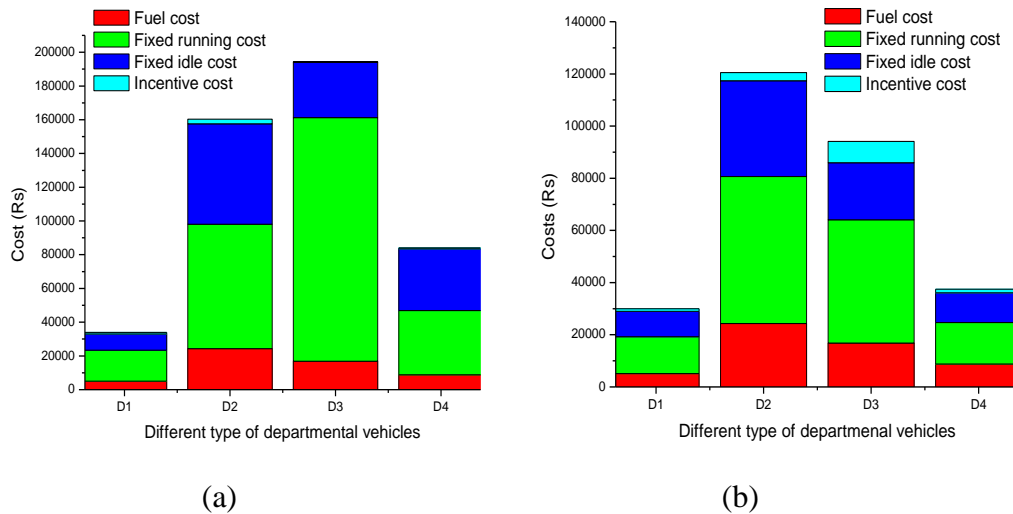 Fuel cost
Fixed running cost
Fixed idle cost
Incentive cost
200000
180000
160000
140000
120000
100000
80000
60000
40000
20000
0
Cost (Rs)
D1 D2 D3 D4
Different type of departmental vehicles
(a)
Fuel cost
Fixed running cost
Fixed idle cost
Incentive cost
140000
120000
100000
80000
60000
40000
20000
0
Costs (Rs)
D1 D2 D3 D4
Different type of departmenal vehicles
(b)